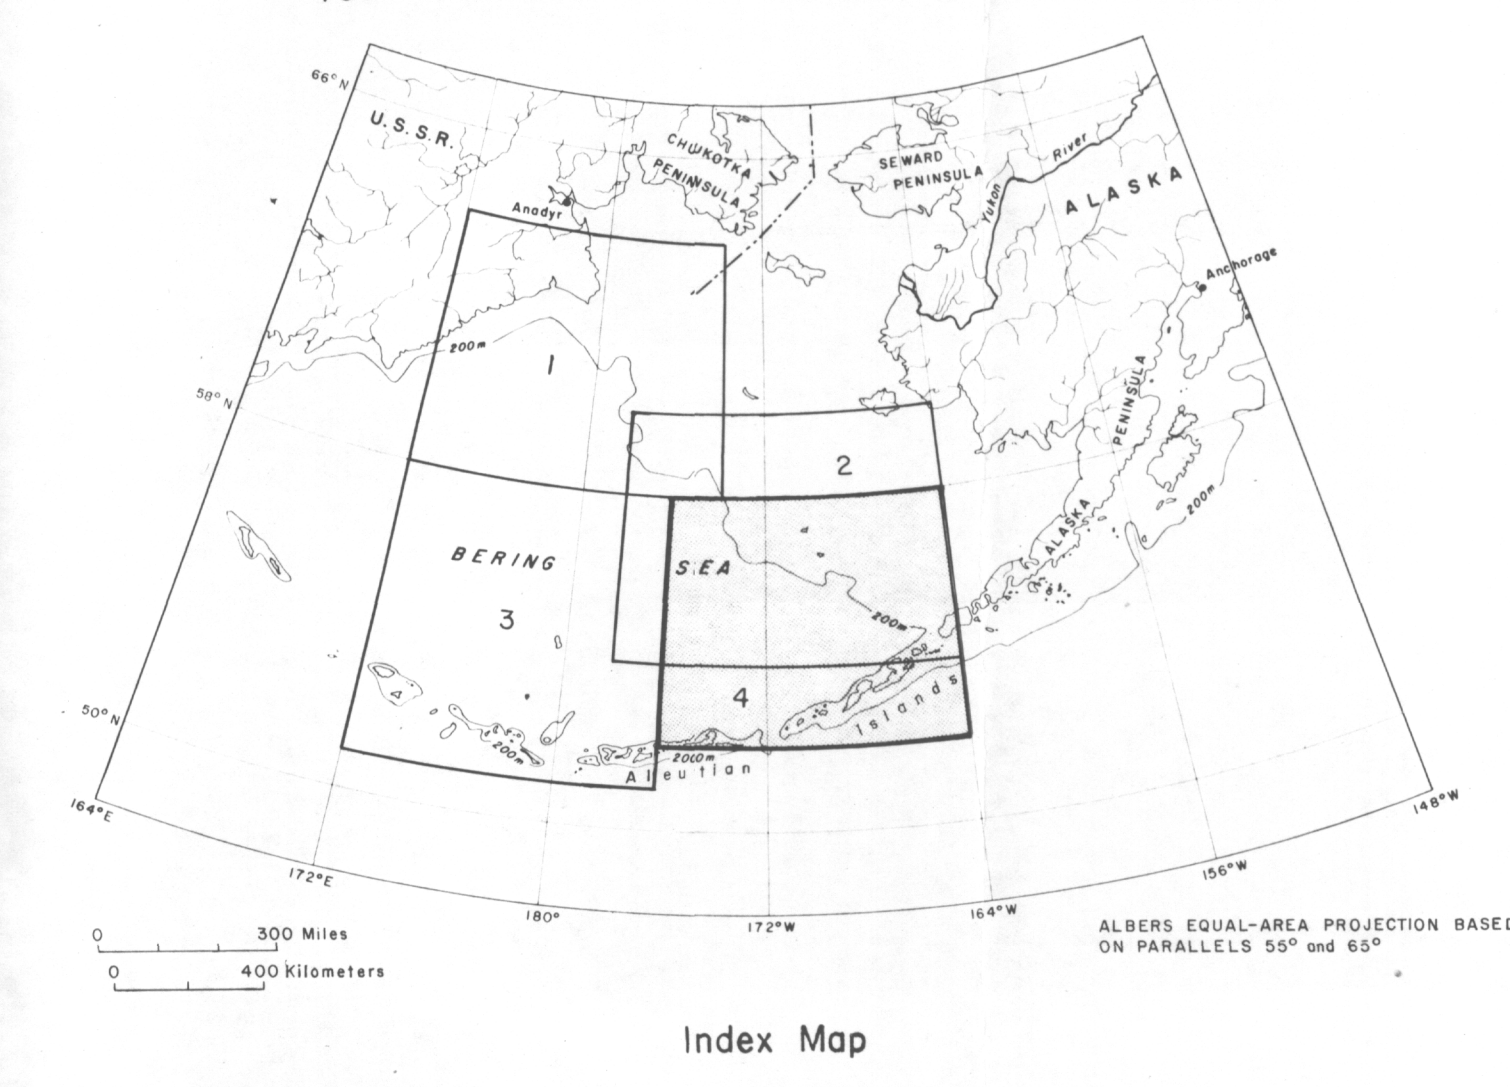 66° N
U.S.S.R.
CHUKOTKA
PENINSULA
SEWARD
PENINSULA
Yukon
River
ALASKA
Anadyr
Anchorage
200m
1
58° N
2
PENINSULA
ALASKA
200m
BERING
SEA
3
200m
4
Islands
50° N
200m
2000m
Aleutian
164°E
148°W
172°E
156°W
180°
172°W
164°W
0 300 Miles
0 400 Kilometers
ALBERS EQUAL-AREA PROJECTION BASED
ON PARALLELS 55° and 65°
Index Map